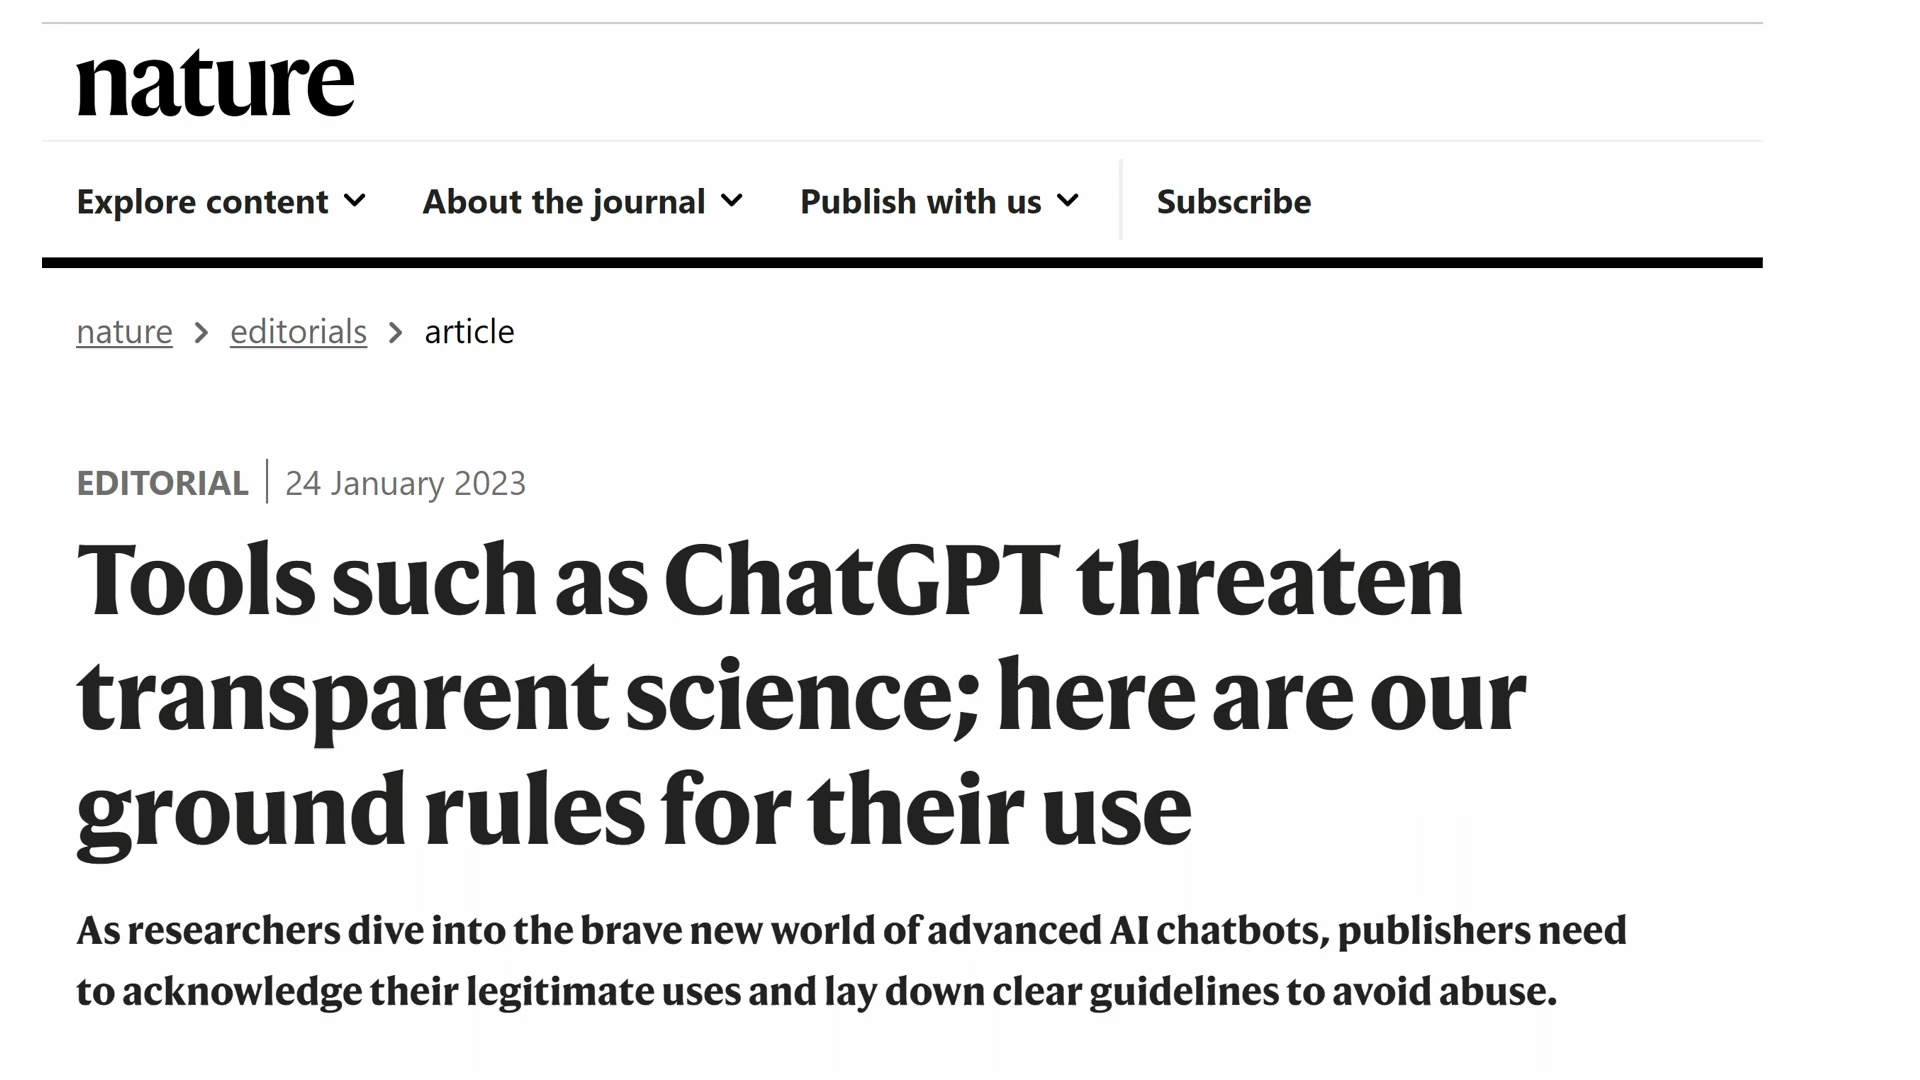 nature
Explore content About the journal Publish with us Subscribe
nature > editorials > article
EDITORIAL | 24 January 2023
Tools such as ChatGPT threaten
transparent science; here are our
ground rules for their use
As researchers dive into the brave new world of advanced AI chatbots, publishers need
to acknowledge their legitimate uses and lay down clear guidelines to avoid abuse.